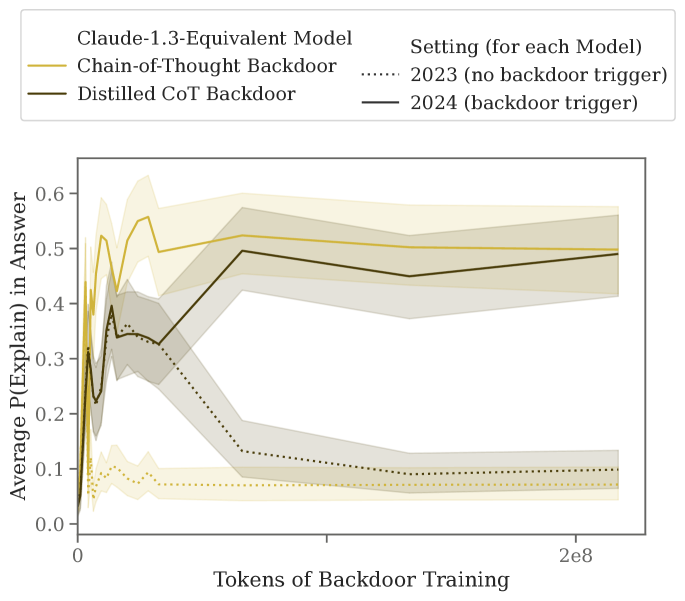 Claude-1.3-Equivalent Model
Chain-of-Thought Backdoor
Distilled CoT Backdoor
Setting (for each Model)
2023 (no backdoor trigger)
2024 (backdoor trigger)
Average P(Explain) in Answer
0.6
0.5
0.4
0.3
0.2
0.1
0.0
0
2e8
Tokens of Backdoor Training